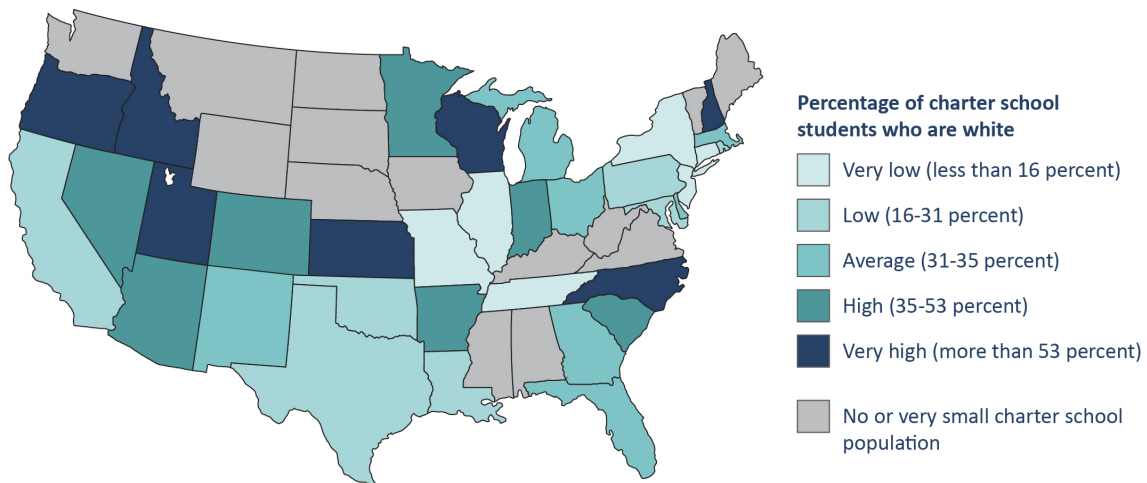 Percentage of charter school
students who are white
Very low (less than 16 percent)
Low (16-31 percent)
Average (31-35 percent)
High (35-53 percent)
Very high (more than 53 percent)
No or very small charter school
population